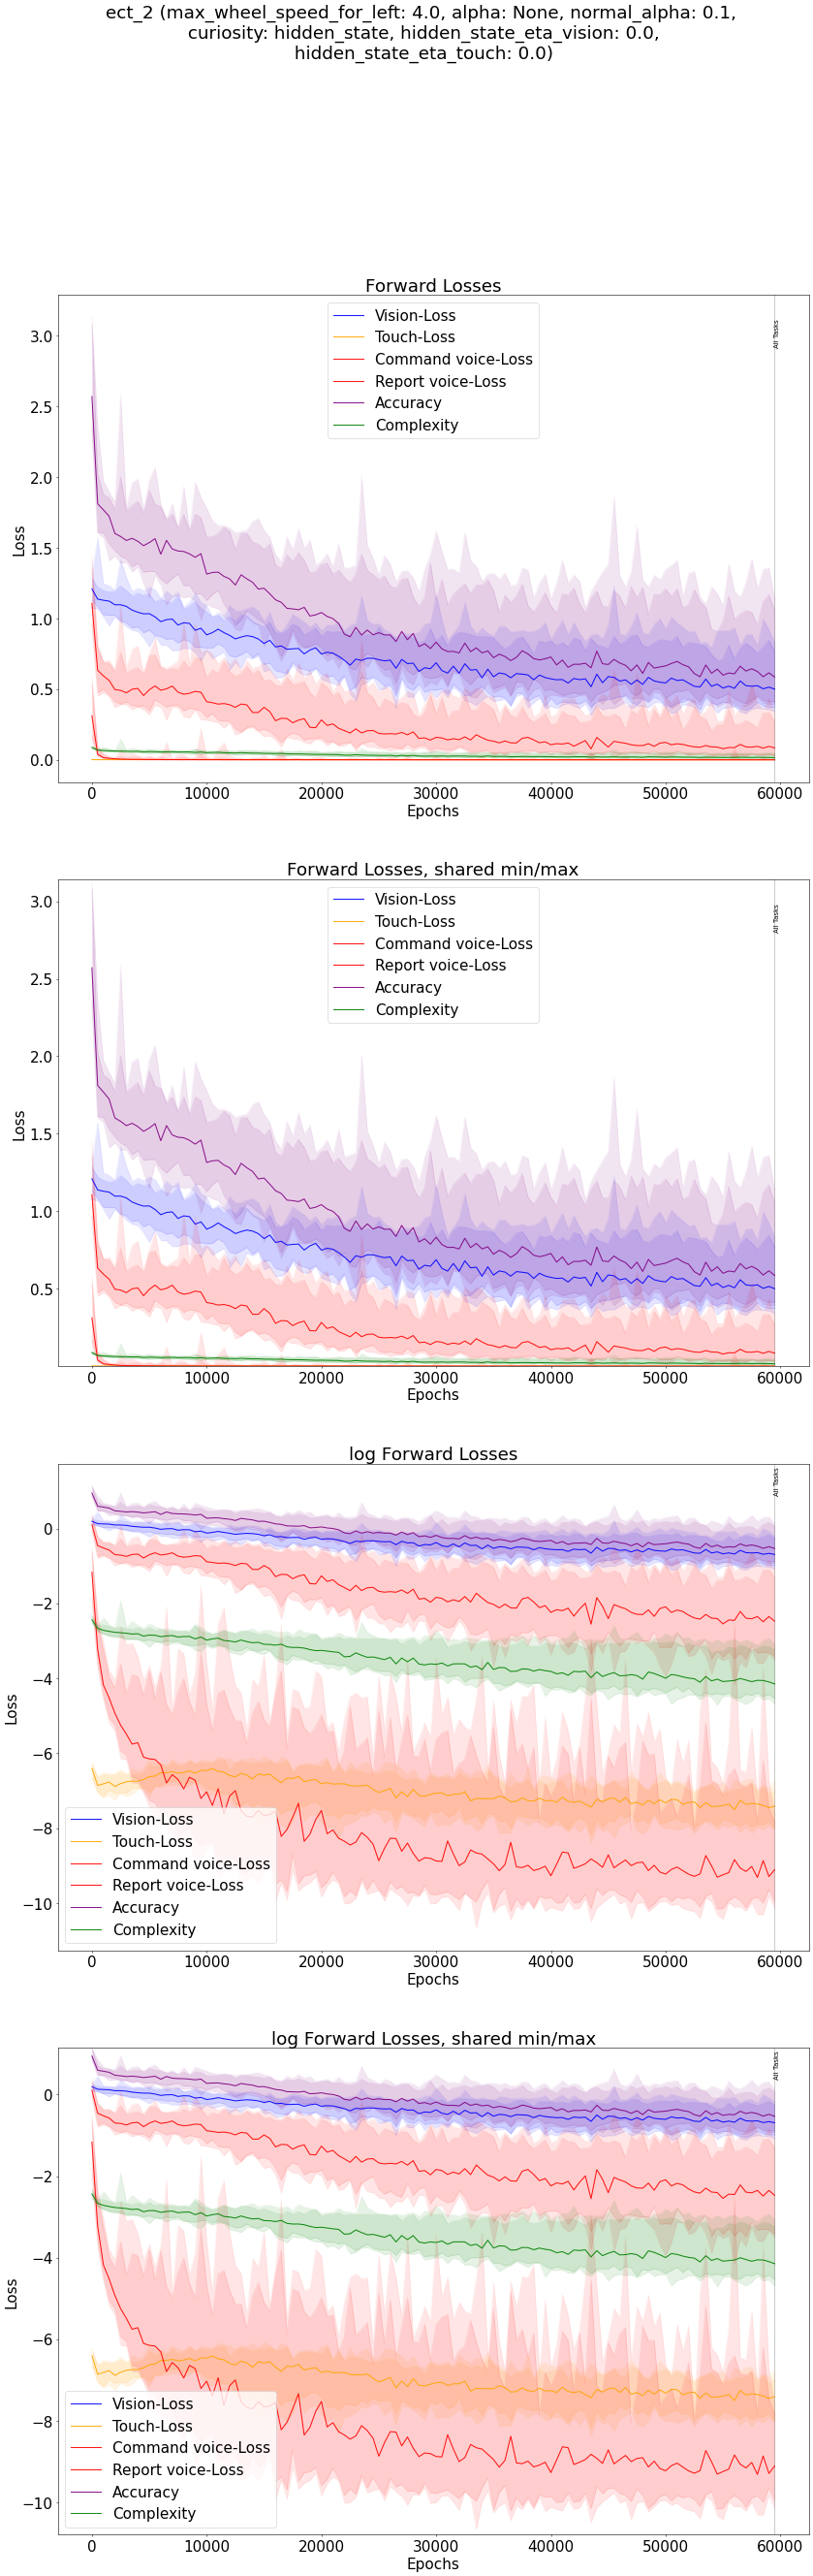 ect_2 (max_wheel_speed_for_left: 4.0, alpha: None, normal_alpha: 0.1,
curiosity: hidden_state, hidden_state_eta_vision: 0.0,
hidden_state_eta_touch: 0.0)
Forward Losses
Vision-Loss
Touch-Loss
Command voice-Loss
Report voice-Loss
Accuracy
Complexity
All Tasks
3.0
2.5
2.0
1.5
1.0
0.5
0.0
Loss
0 10000 20000 30000 40000 50000 60000
Epochs
Forward Losses, shared min/max
Vision-Loss
Touch-Loss
Command voice-Loss
Report voice-Loss
Accuracy
Complexity
All Tasks
3.0
2.5
2.0
1.5
1.0
0.5
Loss
0 10000 20000 30000 40000 50000 60000
Epochs
log Forward Losses
All Tasks
0
−2
−4
−6
−8
−10
Loss
Vision-Loss
Touch-Loss
Command voice-Loss
Report voice-Loss
Accuracy
Complexity
0 10000 20000 30000 40000 50000 60000
Epochs
log Forward Losses, shared min/max
All Tasks
0
−2
−4
−6
−8
−10
Loss
Vision-Loss
Touch-Loss
Command voice-Loss
Report voice-Loss
Accuracy
Complexity
0 10000 20000 30000 40000 50000 60000
Epochs